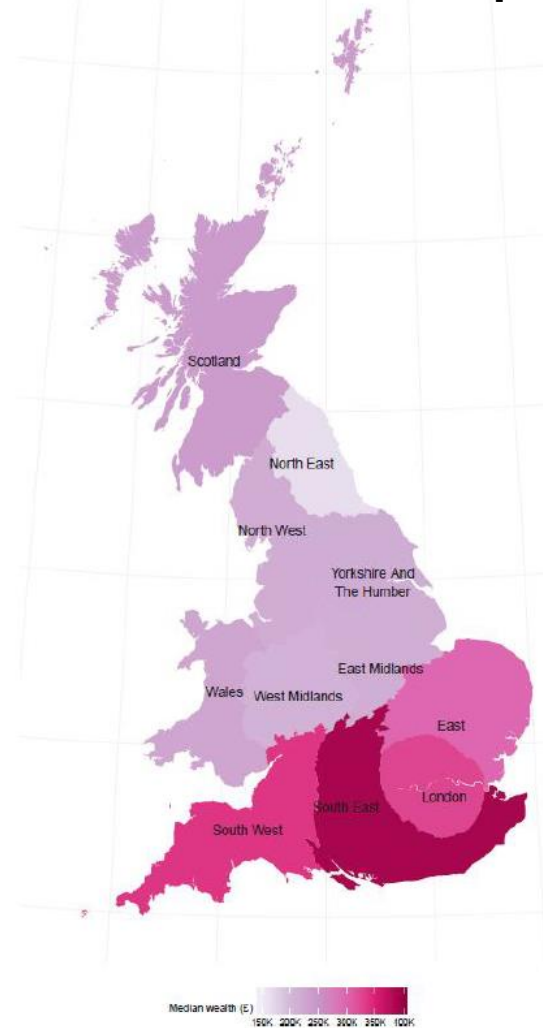 Scotland
North East
North West
Yorkshire And
The Humber
East Midlands
Wales
West Midlands
East
South East
London
South West
Median wealth (£)
150K 200K 250K 300K 350K 400K